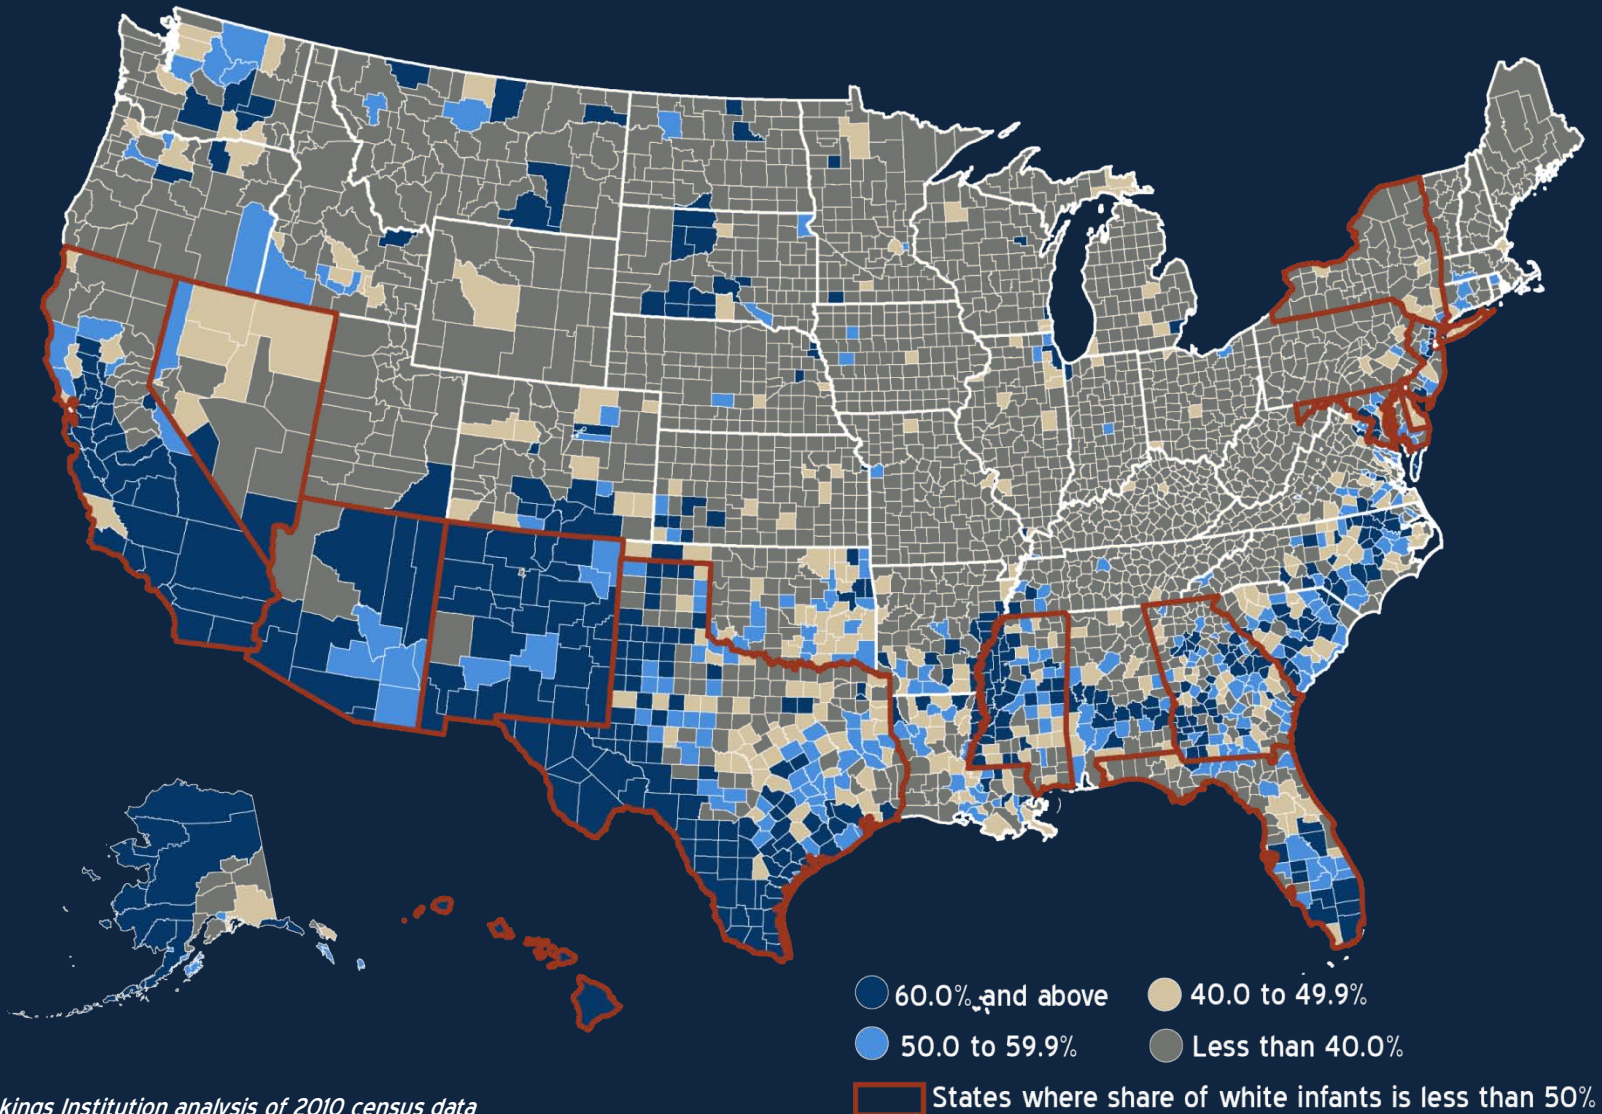 4
60.0% and above
40.0 to 49.9%
50.0 to 59.9%
Less than 40.0%
States where share of white infants is less than 50%
kings Institution analysis of 2010 census data